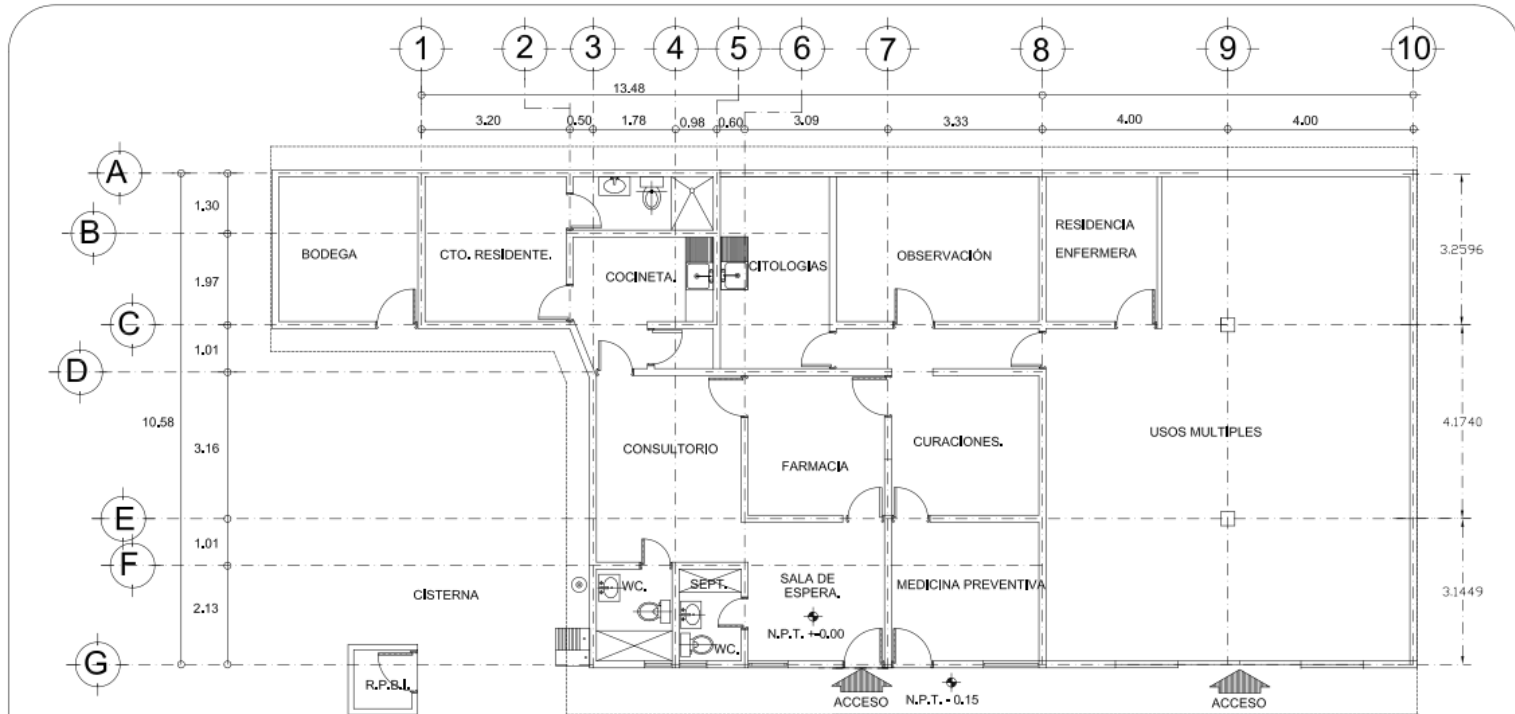 1 2 3 4 5 6 7 8 9 10
13.48
3.20 0.50 1.78 0.98 0.60 3.09 3.33 4.00 4.00
A
1.30
B
RESIDENCIA
ENFERMERA
3.2596
BODEGA
CTO. RESIDENTE.
COCINETA.
CITOLOGIAS
OBSERVACIÓN
1.97
C
1.01
D
10.58
3.16
CONSULTORIO
FARMACIA
CURACIONES.
USOS MULTIPLES
4.1740
E
1.01
F
CISTERNA
WC.
SEPT.
SALA DE
ESPERA.
MEDICINA PREVENTIVA
3.1449
2.13
N.P.T. +-0.00
WC.
G
R.P.B.I.
ACCESO
N.P.T. - 0.15
ACCESO